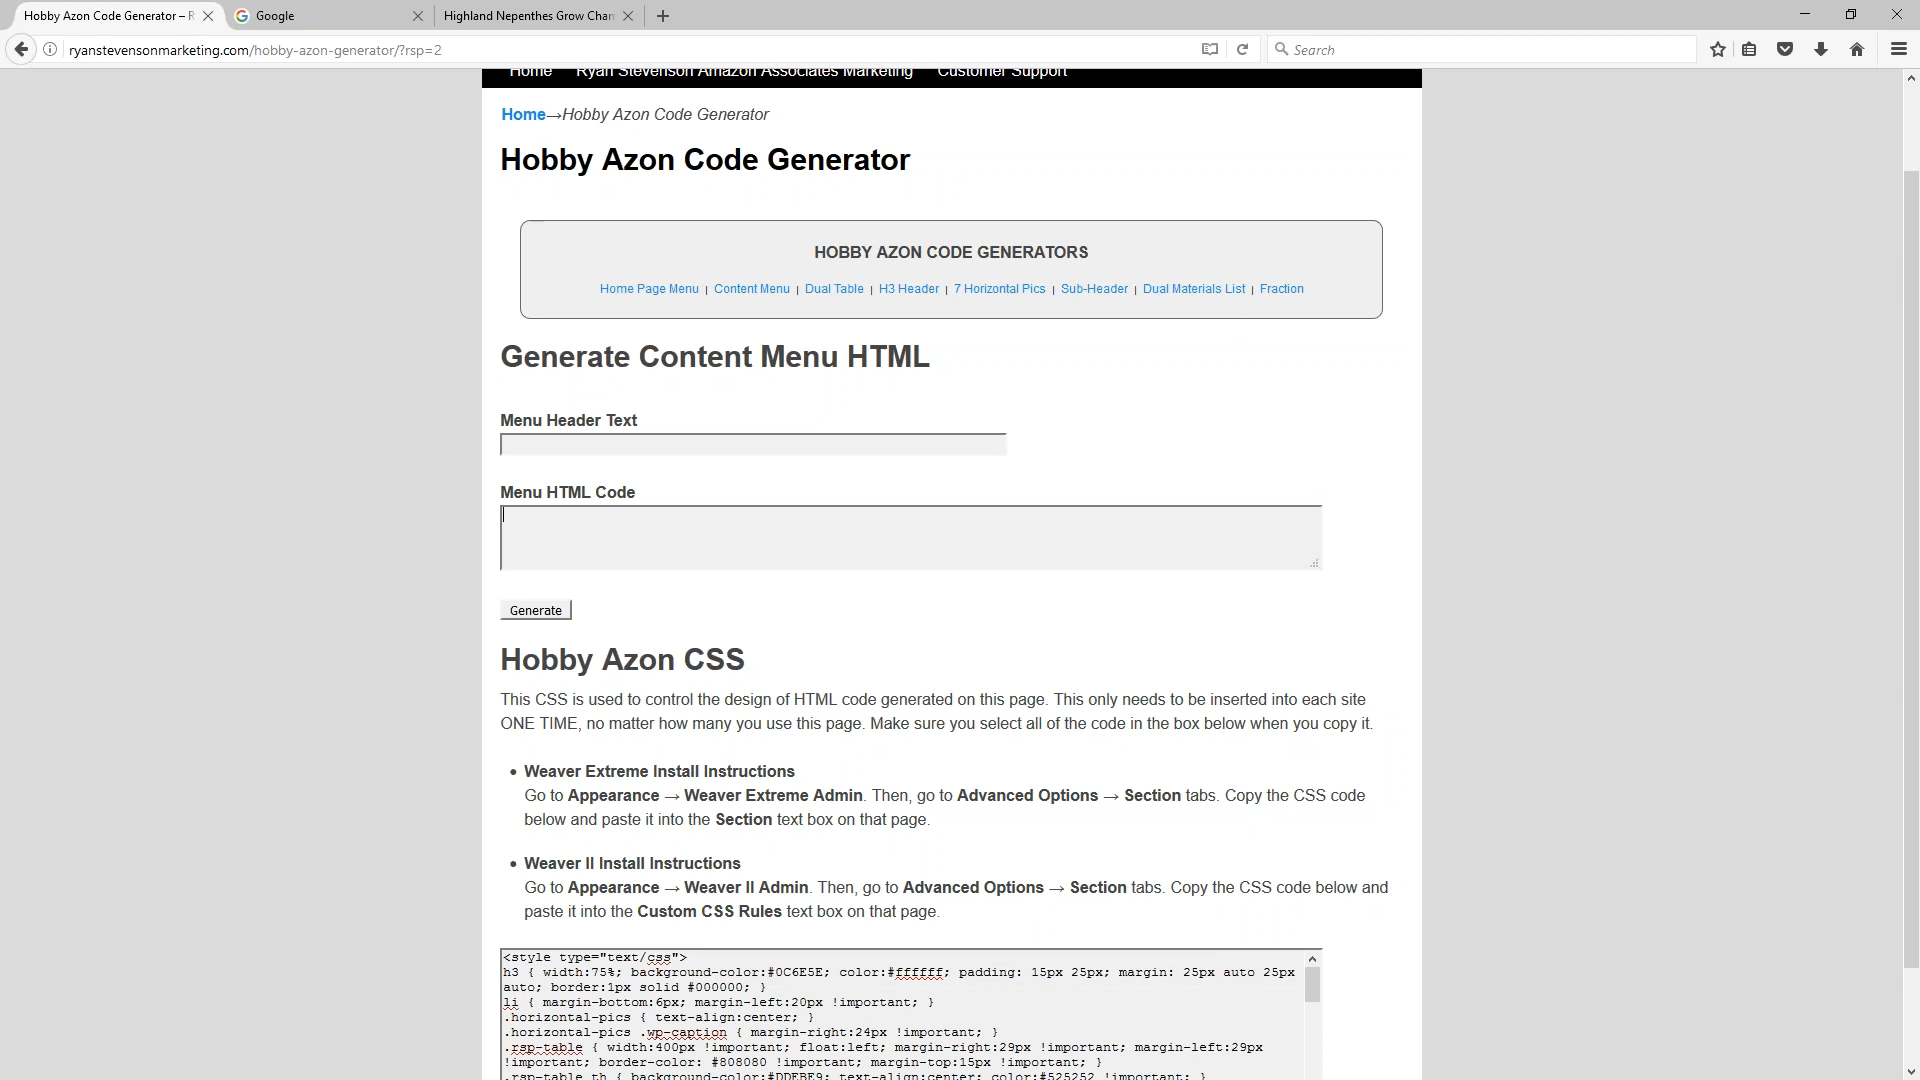 Hobby Azon Code Generator – R
Google
Highland Nepenthes Grow Cham
ryanstevensonmarketing.com/hobby-azon-generator/?rsp=2
Search
Home Ryan Stevenson Amazon Associates Marketing Customer Support
Home→Hobby Azon Code Generator
Hobby Azon Code Generator
HOBBY AZON CODE GENERATORS
Home Page Menu | Content Menu | Dual Table | H3 Header | 7 Horizontal Pics | Sub-Header | Dual Materials List | Fraction
Generate Content Menu HTML
Menu Header Text
Menu HTML Code
Generate
Hobby Azon CSS
This CSS is used to control the design of HTML code generated on this page. This only needs to be inserted into each site
ONE TIME, no matter how many you use this page. Make sure you select all of the code in the box below when you copy it.
• Weaver Extreme Install Instructions
Go to Appearance → Weaver Extreme Admin. Then, go to Advanced Options → Section tabs. Copy the CSS code
below and paste it into the Section text box on that page.
• Weaver II Install Instructions
Go to Appearance → Weaver II Admin. Then, go to Advanced Options → Section tabs. Copy the CSS code below and
paste it into the Custom CSS Rules text box on that page.
<style type="text/css">
h3 { width:75%; background-color:#0C6E5E; color:#ffffff; padding: 15px 25px; margin: 25px auto 25px
auto; border:1px solid #000000; }
li { margin-bottom:6px; margin-left:20px !important; }
.horizontal-pics { text-align:center; }
.horizontal-pics .wp-caption { margin-right:24px !important; }
.rsp-table { width:400px !important; float:left; margin-right:29px !important; margin-left:29px
!important; border-color: #808080 !important; margin-top:15px !important; }
.rsp-table th { background-color:#DDEBE9; text-align:center; color:#525252 !important; }